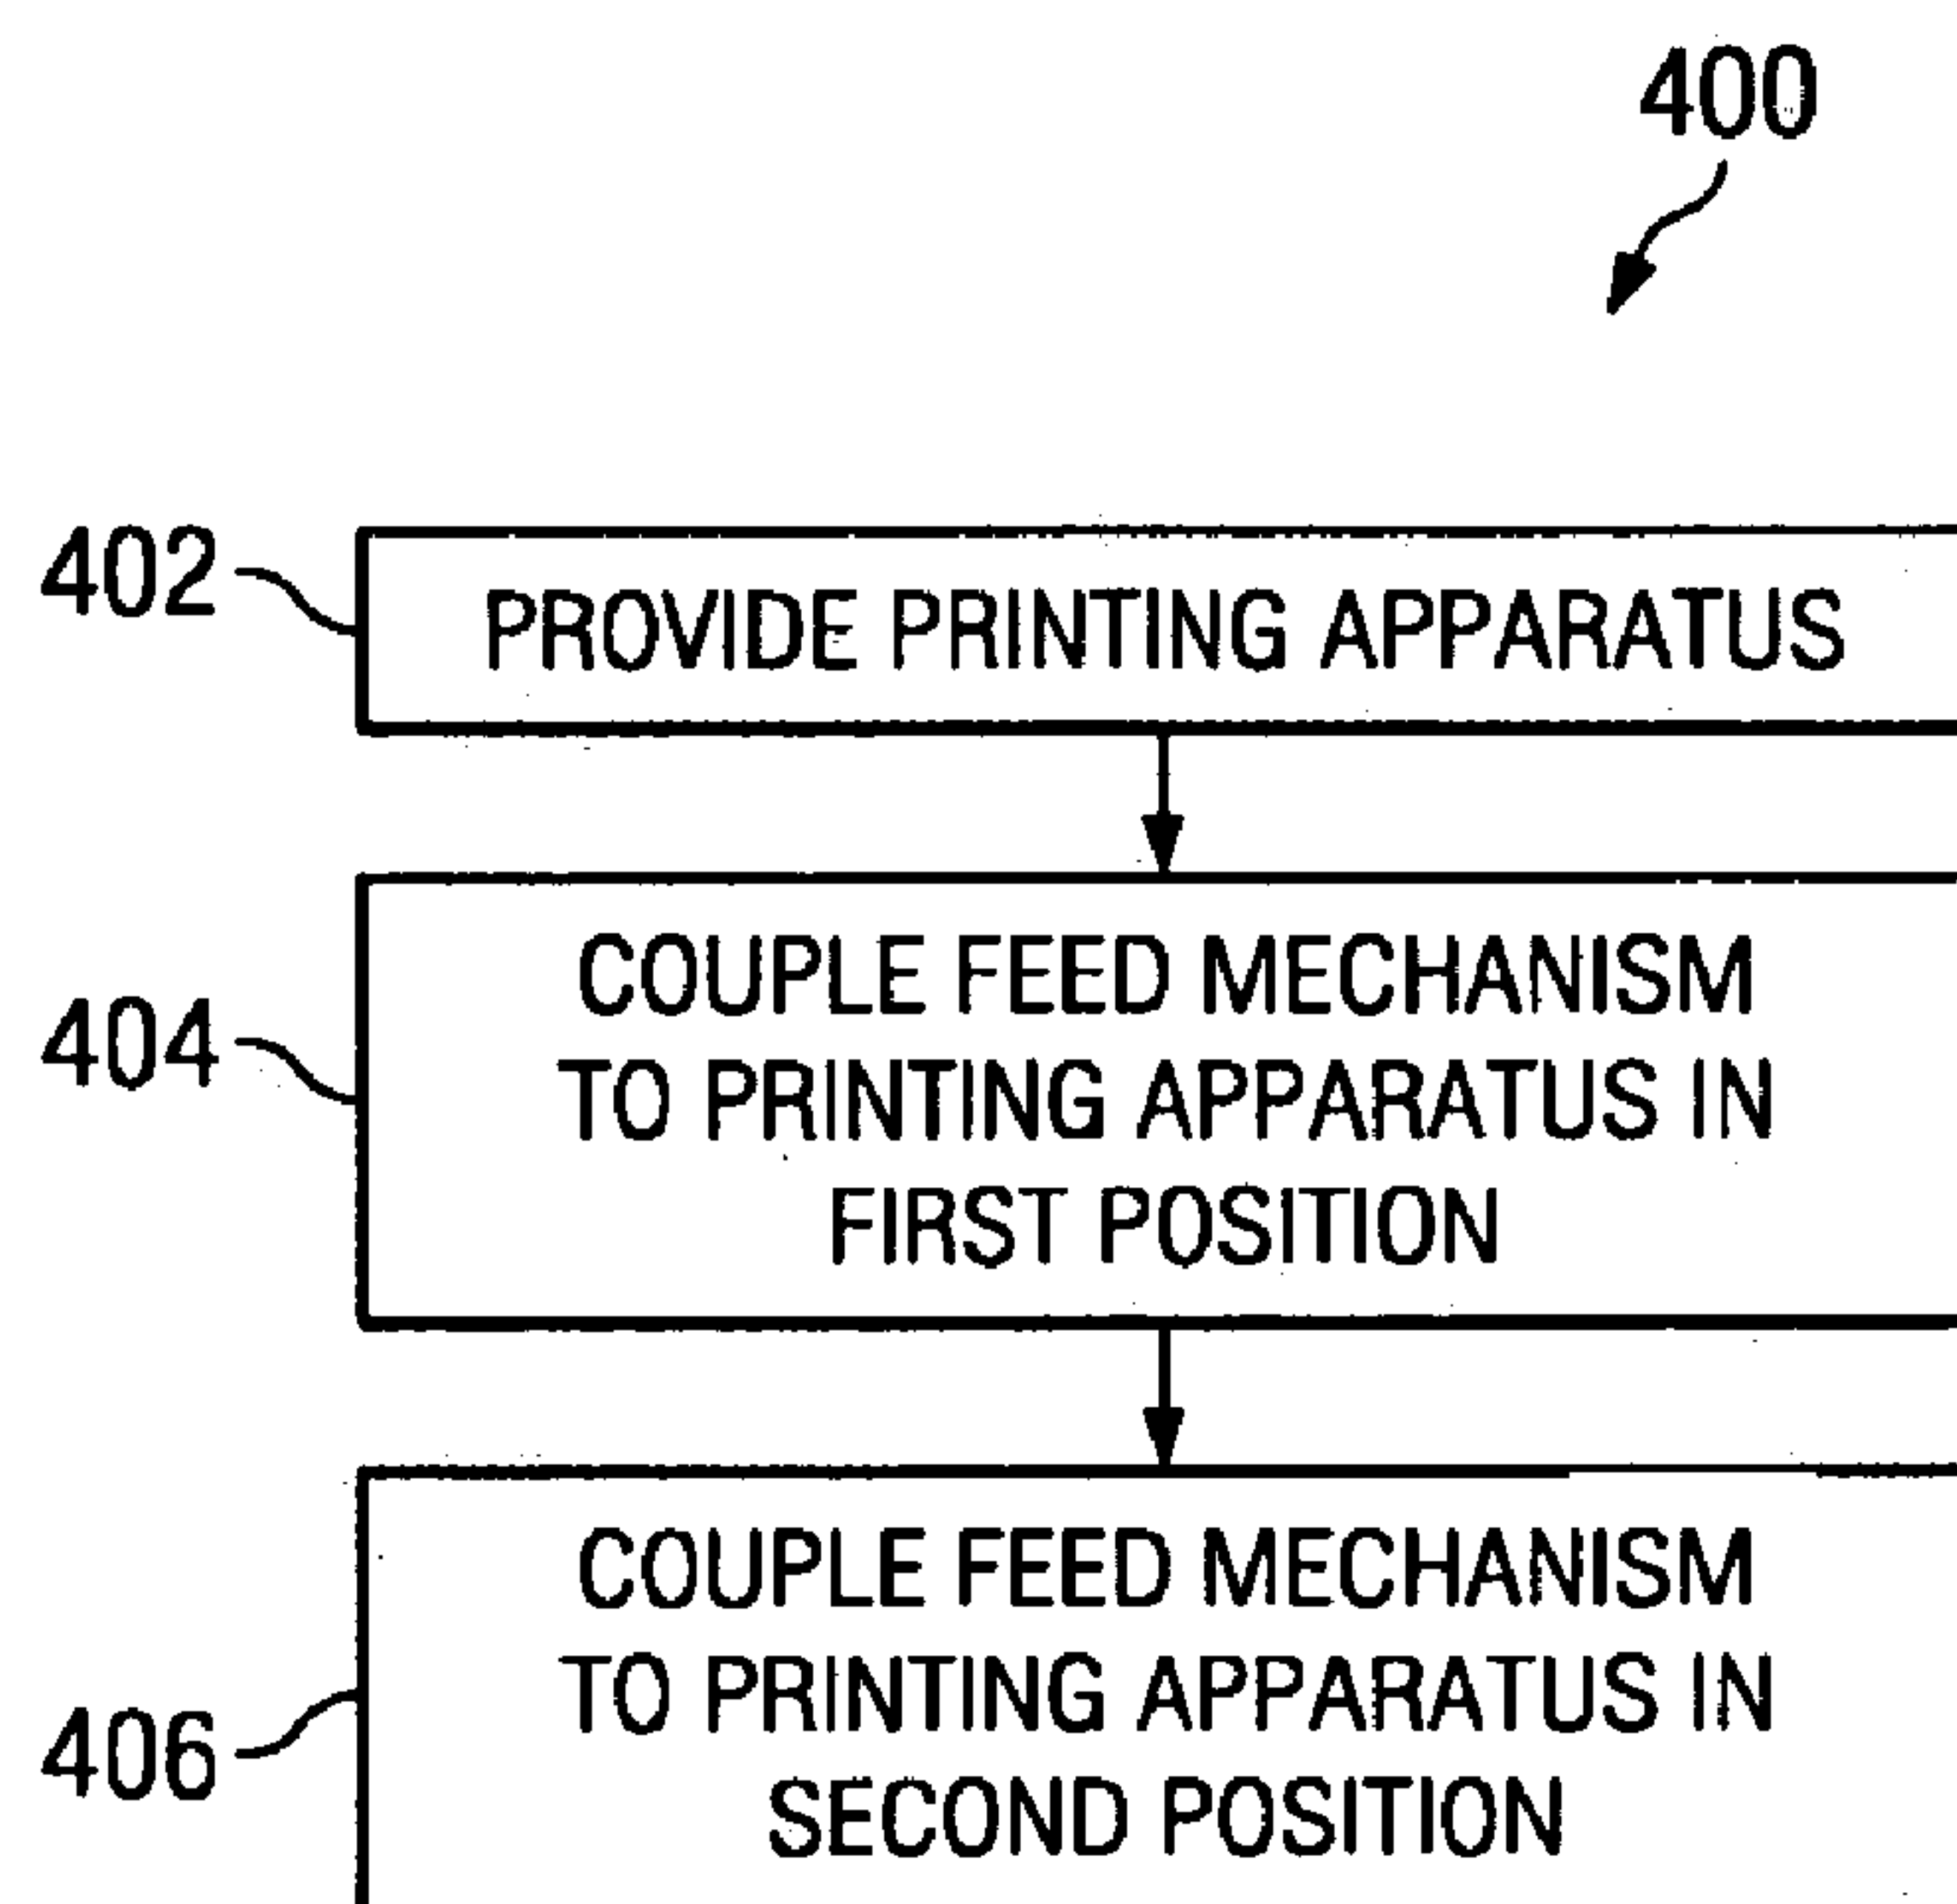 400
402
PROVIDE PRINTING APPARATUS
404
COUPLE FEED MECHANISM
TO PRINTING APPARATUS IN
FIRST POSITION
406
COUPLE FEED MECHANISM
TO PRINTING APPARATUS IN
SECOND POSITION